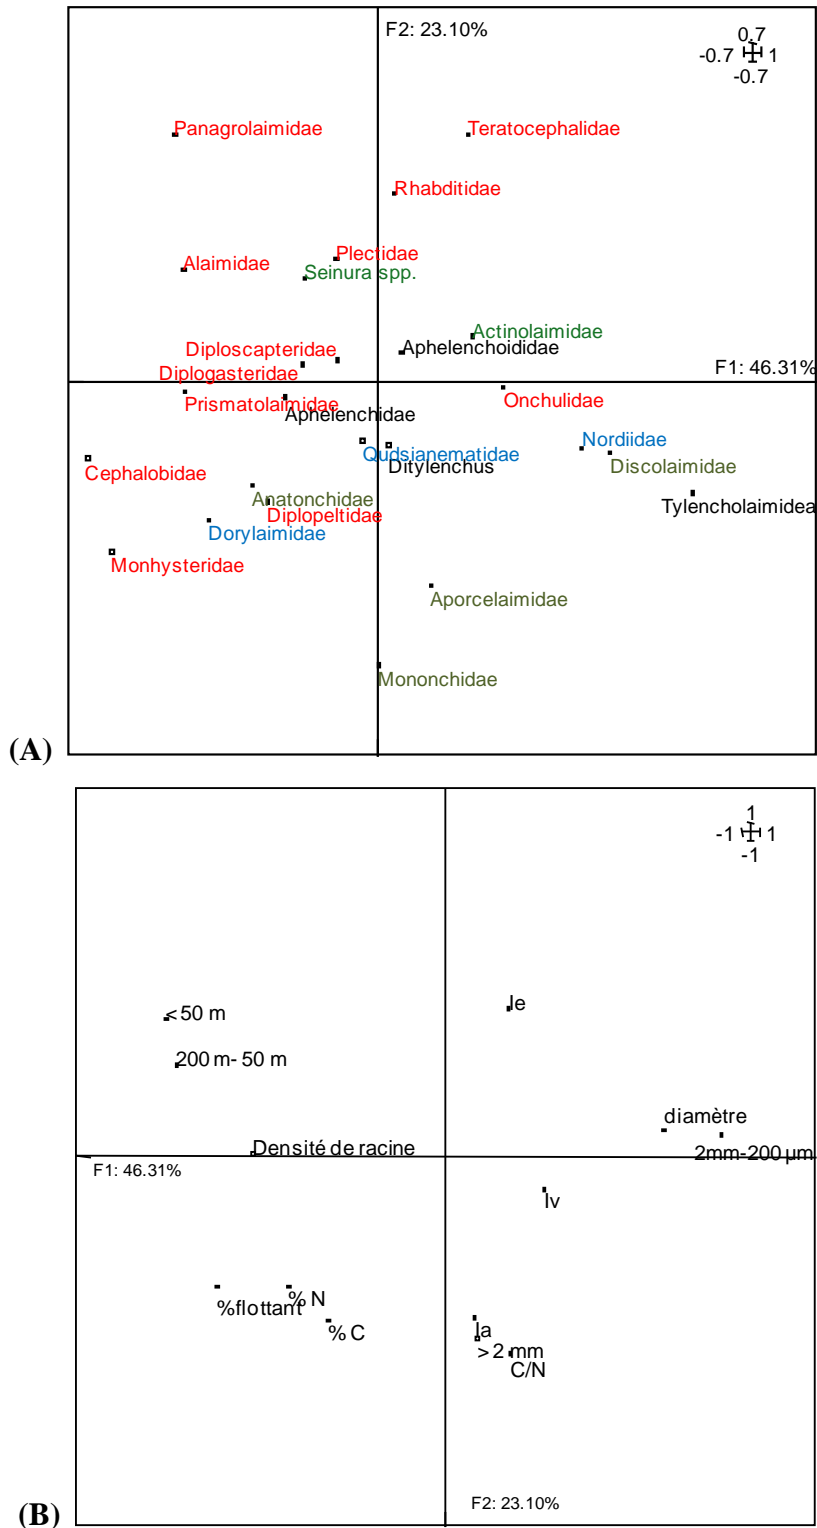 F2: 23.10%
0.7
-0.7 1
-0.7
Panagrolaimidae
Teratocephalidae
Rhabditidae
Plectidae
Alaimidae
Seinura spp.
Actinolaimidae
Aphelenchoididae
Diploscapteridae
F1: 46.31%
Diplogasteridae
Prismatolaimidae
Onchulidae
Aphelenchidae
Nordiidae
Qudsianematidae
Ditylenchus
Discolaimidae
Cephalobidae
Anatonchidae
Tylencholaimidea
Diplopeltidae
Dorylaimidae
Monhysteridae
Aporcelaimidae
Mononchidae
(A)
1
-1 1
-1
Ie
< 50 m
200 m- 50 m
diamètre
Densité de racine
2mm-200 µm
F1: 46.31%
Iv
% N
%flottant
% C
Ia
> 2 mm
C/N
F2: 23.10%
(B)